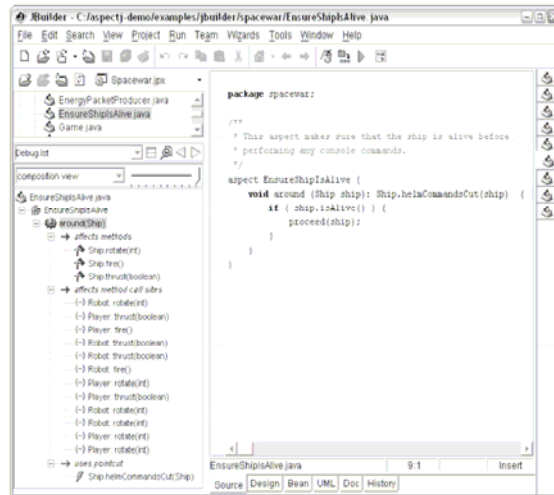 JBuilder - C:/aspectj-demo/examples/jbuilder/spacewar/EnsureShipIsAlive.java
File Edit Search View Project Run Team Wizards Tools Window Help
Spacewar.jpx
EnergyPacketProducer.java
EnsureShipIsAlive.java
Game.java
Debug.lst
composition view
EnsureShipIsAlive.java
EnsureShipIsAlive
around(Ship)
affects methods
Ship.rotate(int)
Ship.fire()
Ship.thrust(boolean)
affects method call sites
Robot: rotate(int)
Player: thrust(boolean)
Player: fire()
Robot: thrust(boolean)
Robot: thrust(boolean)
Robot: fire()
Player: rotate(int)
Player: thrust(boolean)
Robot: rotate(int)
Robot: rotate(int)
Player: rotate(int)
Player: rotate(int)
uses pointcut
Ship.helmCommandsCut(Ship)
package spacewar;
/**
* This aspect makes sure that the ship is alive before
* performing any console commands.
*/
aspect EnsureShipIsAlive {
void around (Ship ship): Ship.helmCommandsCut(ship) {
if ( ship.isAlive() ) {
proceed(ship);
}
}
}
EnsureShipIsAlive.java 9:1 Insert
Source Design Bean UML Doc History